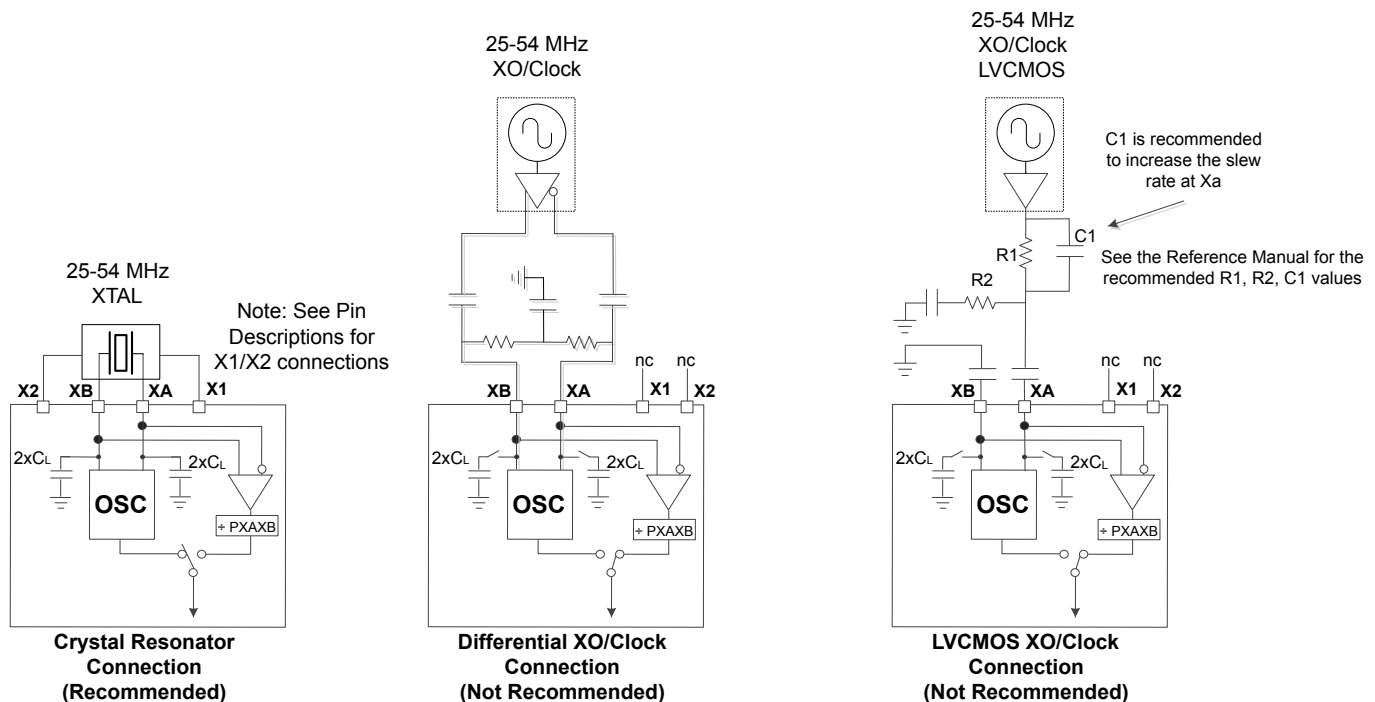 25-54 MHz
XTAL
Note: See Pin
Descriptions for
X1/X2 connections
X2 XB XA X1
2xCL 2xCL
OSC
÷ PXAXB
Crystal Resonator
Connection
(Recommended)
25-54 MHz
XO/Clock
nc nc
XB XA X1 X2
2xCL 2xCL
OSC
÷ PXAXB
Differential XO/Clock
Connection
(Not Recommended)
25-54 MHz
XO/Clock
LVCMOS
C1 is recommended
to increase the slew
rate at Xa
R1 C1
See the Reference Manual for the
recommended R1, R2, C1 values
R2
nc nc
XB XA X1 X2
2xCL 2xCL
OSC
÷ PXAXB
LVCMOS XO/Clock
Connection
(Not Recommended)